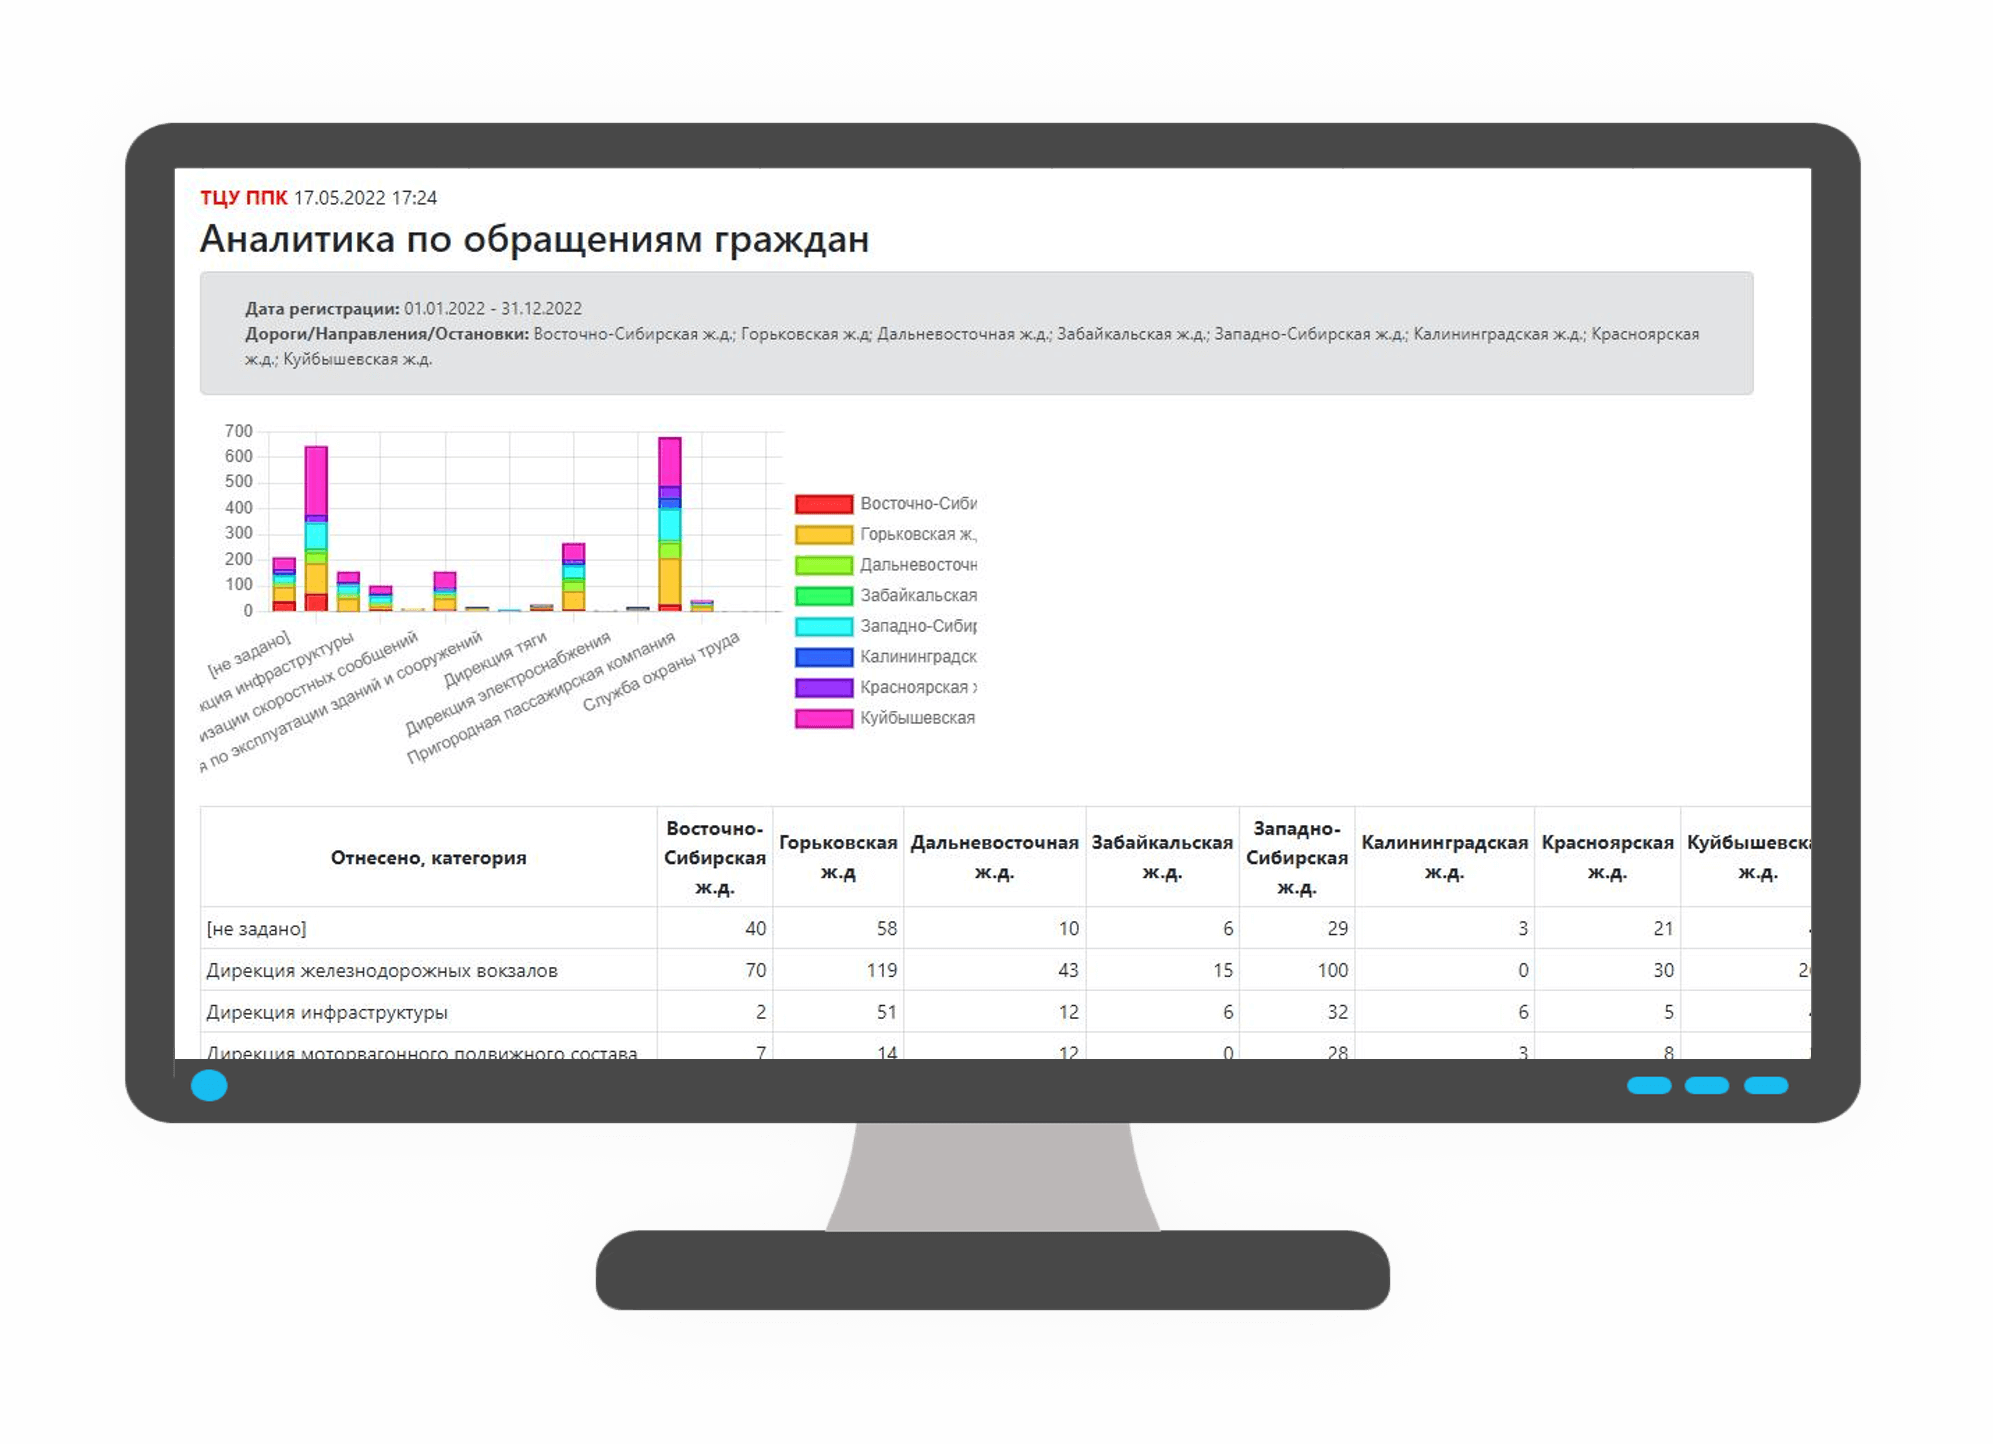 ТЦУ ППК 17.05.2022 17:24
Аналитика по обращениям граждан
Дата регистрации: 01.01.2022 - 31.12.2022
Дороги/Направления/Остановки: Восточно-Сибирская ж.д.; Горьковская ж.д; Дальневосточная ж.д.; Забайкальская ж.д.; Западно-Сибирская ж.д.; Калининградская ж.д.; Красноярская
ж.д.; Куйбышевская ж.д.
700
600
500
400
300
200
100
0
[не задано]
кция инфраструктуры
изации скоростных сообщений
я по эксплуатации зданий и сооружений
Дирекция тяги
Дирекция электроснабжения
Пригородная пассажирская компания
Служба охраны труда
Восточно-Сиби
Горьковская ж.
Дальневосточн
Забайкальская
Западно-Сиби
Калининградск
Красноярская
Куйбышевская
Отнесено, категория
Восточно-
Сибирская
ж.д.
Горьковская
ж.д
Дальневосточная
ж.д.
Забайкальская
ж.д.
Западно-
Сибирская
ж.д.
Калининградская
ж.д.
Красноярская
ж.д.
Куйбышевска
ж.д.
[не задано] 40 58 10 6 29 3 21
Дирекция железнодорожных вокзалов 70 119 43 15 100 0 30
Дирекция инфраструктуры 2 51 12 6 32 6 5
Дирекция моторвагонного подвижного состава 7 14 12 0 28 3 8